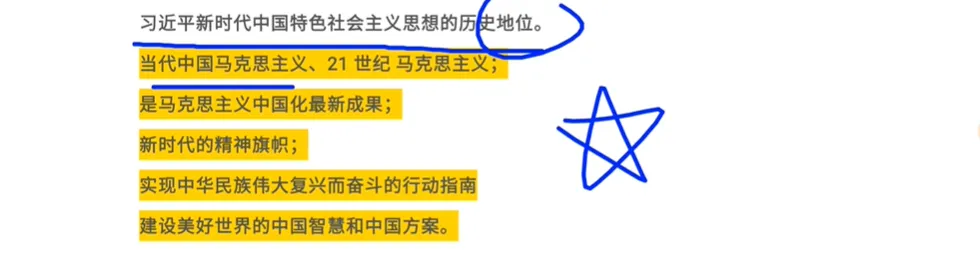 习近平新时代中国特色社会主义思想的历史地位。
当代中国马克思主义、21 世纪 马克思主义；
是马克思主义中国化最新成果；
新时代的精神旗帜；
实现中华民族伟大复兴而奋斗的行动指南
建设美好世界的中国智慧和中国方案。